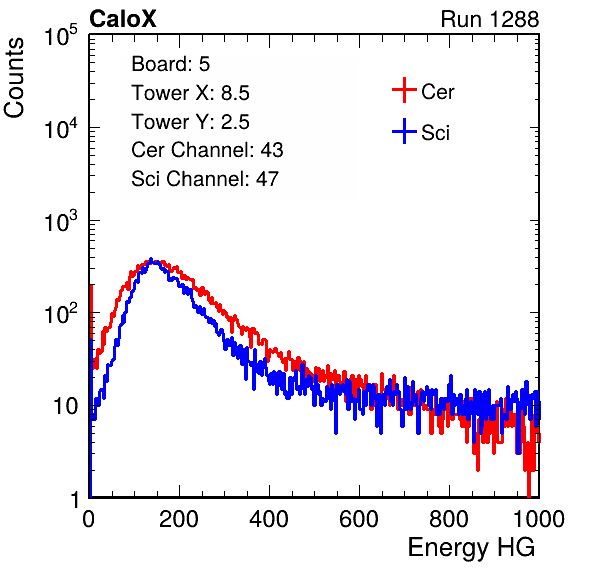 CaloX Run 1288
Counts
10^5
10^4
10^3
10^2
10
1
Board: 5
Tower X: 8.5
Tower Y: 2.5
Cer Channel: 43
Sci Channel: 47
Cer
Sci
0 200 400 600 800 1000
Energy HG